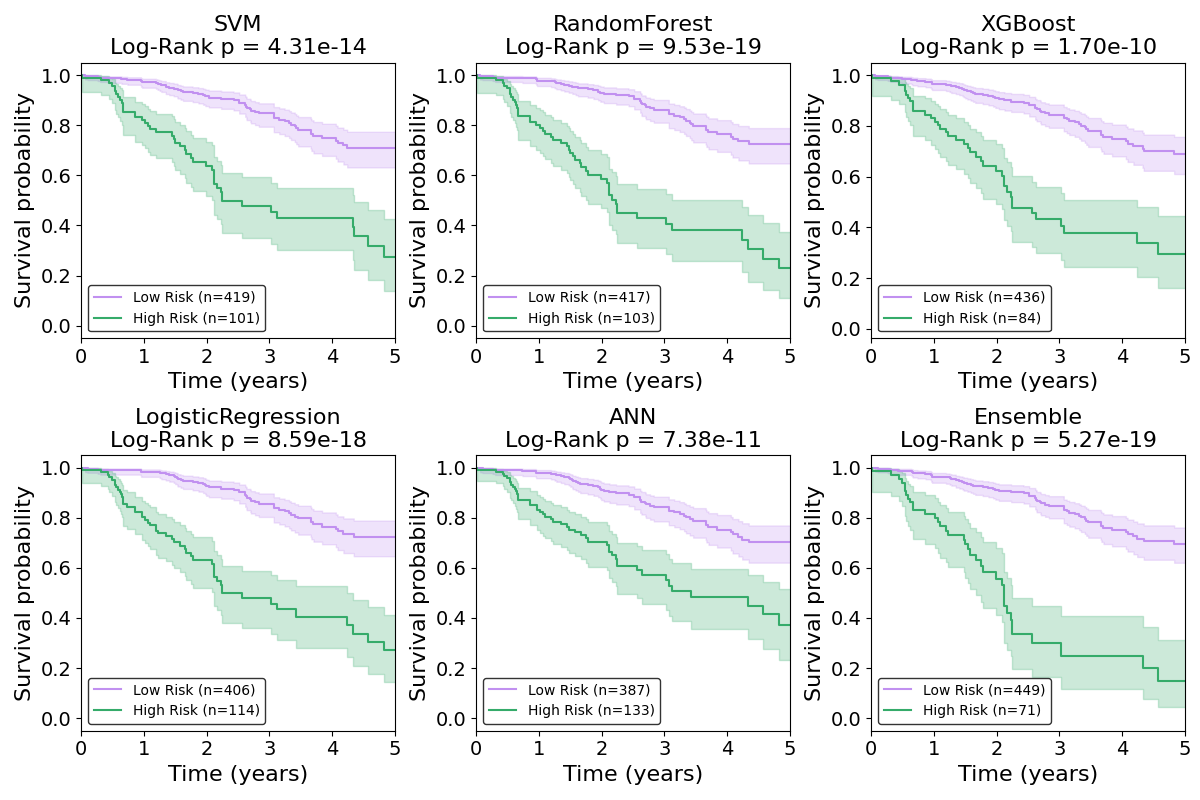 SVM
Log-Rank p = 4.31e-14
Survival probability
1.0
0.8
0.6
0.4
0.2
0.0
Low Risk (n=419)
High Risk (n=101)
0 1 2 3 4 5
Time (years)
RandomForest
Log-Rank p = 9.53e-19
Survival probability
1.0
0.8
0.6
0.4
0.2
0.0
Low Risk (n=417)
High Risk (n=103)
0 1 2 3 4 5
Time (years)
XGBoost
Log-Rank p = 1.70e-10
Survival probability
1.0
0.8
0.6
0.4
0.2
0.0
Low Risk (n=436)
High Risk (n=84)
0 1 2 3 4 5
Time (years)
LogisticRegression
Log-Rank p = 8.59e-18
Survival probability
1.0
0.8
0.6
0.4
0.2
0.0
Low Risk (n=406)
High Risk (n=114)
0 1 2 3 4 5
Time (years)
ANN
Log-Rank p = 7.38e-11
Survival probability
1.0
0.8
0.6
0.4
0.2
0.0
Low Risk (n=387)
High Risk (n=133)
0 1 2 3 4 5
Time (years)
Ensemble
Log-Rank p = 5.27e-19
Survival probability
1.0
0.8
0.6
0.4
0.2
0.0
Low Risk (n=449)
High Risk (n=71)
0 1 2 3 4 5
Time (years)